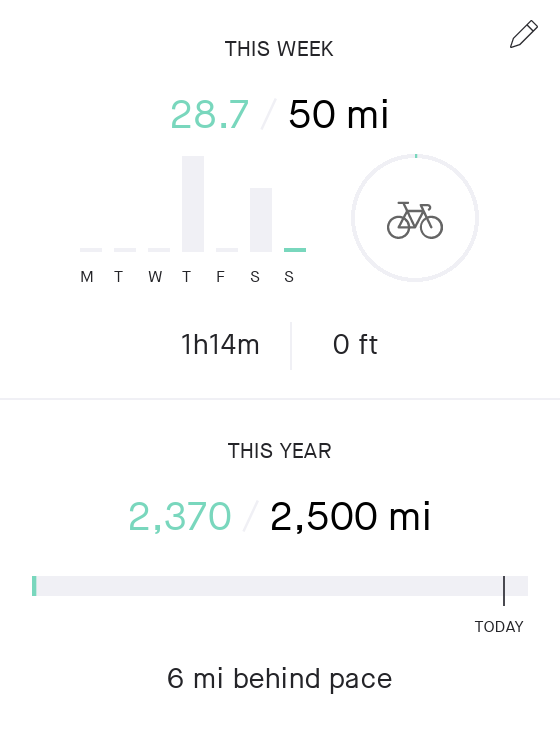 THIS WEEK
28.7 / 50 mi
M T W T F S S
1h14m 0 ft
THIS YEAR
2,370 / 2,500 mi
TODAY
6 mi behind pace